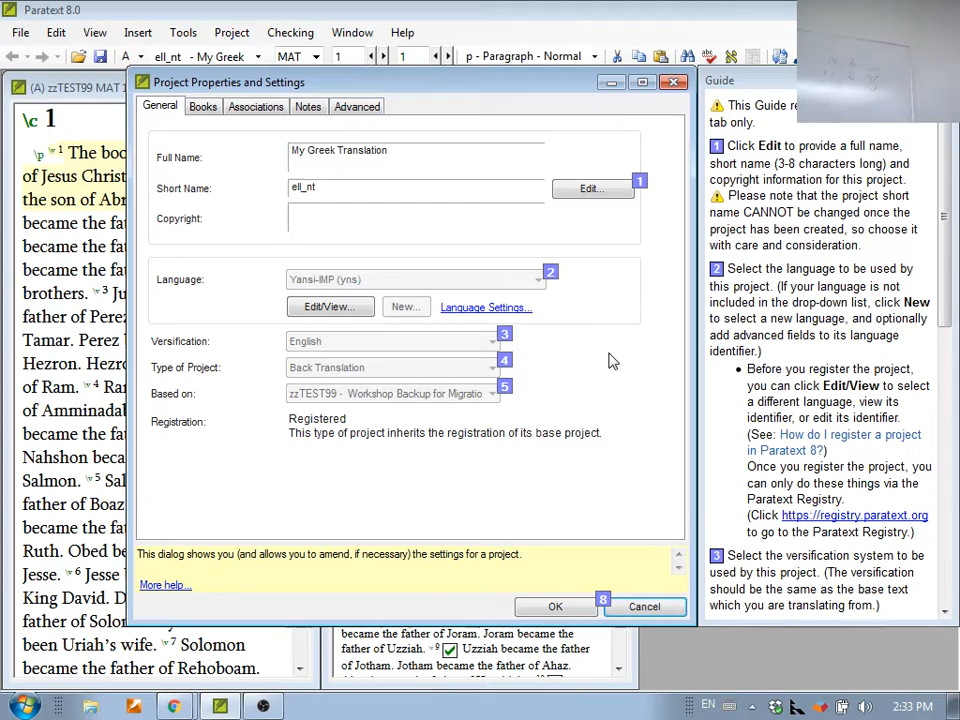 Paratext 8.0
File Edit View Insert Tools Project Checking Window Help
A ell_nt - My Greek MAT 1 1 p - Paragraph - Normal
(A) zzTEST99 MAT 1
\c 1
\p \v 1 The boo
of Jesus Christ
the son of Abr
became the fat
became the fat
became the fat
brothers. 3 Ju
father of Perez
Tamar. Perez b
Hezron. Hezron
of Ram. \v 4 Ram
of Amminadab
became the fat
Nahshon beca
Salmon. \v 5 Sal
father of Boaz
became the fat
Ruth. Obed be
Jesse. \v 6 Jesse
King David. D
father of Solo
been Uriah's wife. \v 7 Solomon
became the father of Rehoboam.
Project Properties and Settings
General Books Associations Notes Advanced
Full Name: My Greek Translation
Short Name: ell_nt Edit... 1
Copyright:
Language: Yansi-IMP (yns) 2
Edit/View... New... Language Settings...
Versification: English 3
Type of Project: Back Translation 4
Based on: zzTEST99 - Workshop Backup for Migratio 5
Registration: Registered
This type of project inherits the registration of its base project.
This dialog shows you (and allows you to amend, if necessary) the settings for a project.
More help...
OK 8 Cancel
became the father of Joram. Joram became
the father of Uzziah. \v 9 Uzziah became
the father of Jotham. Jotham became
father of Ahaz. Ahaz became the father of
Guide
This Guide re
tab only.
1 Click Edit to provide a full name,
short name (3-8 characters long) and
copyright information for this project.
Please note that the project short
name CANNOT be changed once the
project has been created, so choose it
with care and consideration.
2 Select the language to be used by
this project. (If your language is not
included in the drop-down list, click New
to select a new language, and optionally
add advanced fields to its language
identifier.)
Before you register the project,
you can click Edit/View to select
a different language, view its
identifier, or edit its identifier.
(See: How do I register a project
in Paratext 8?)
Once you register the project, you
can only do these things via the
Paratext Registry.
(Click https://registry.paratext.org
to go to the Paratext Registry.)
3 Select the versification system to be
used by this project. (The versification
should be the same as the base text
which you are translating from.)
EN 2:33 PM